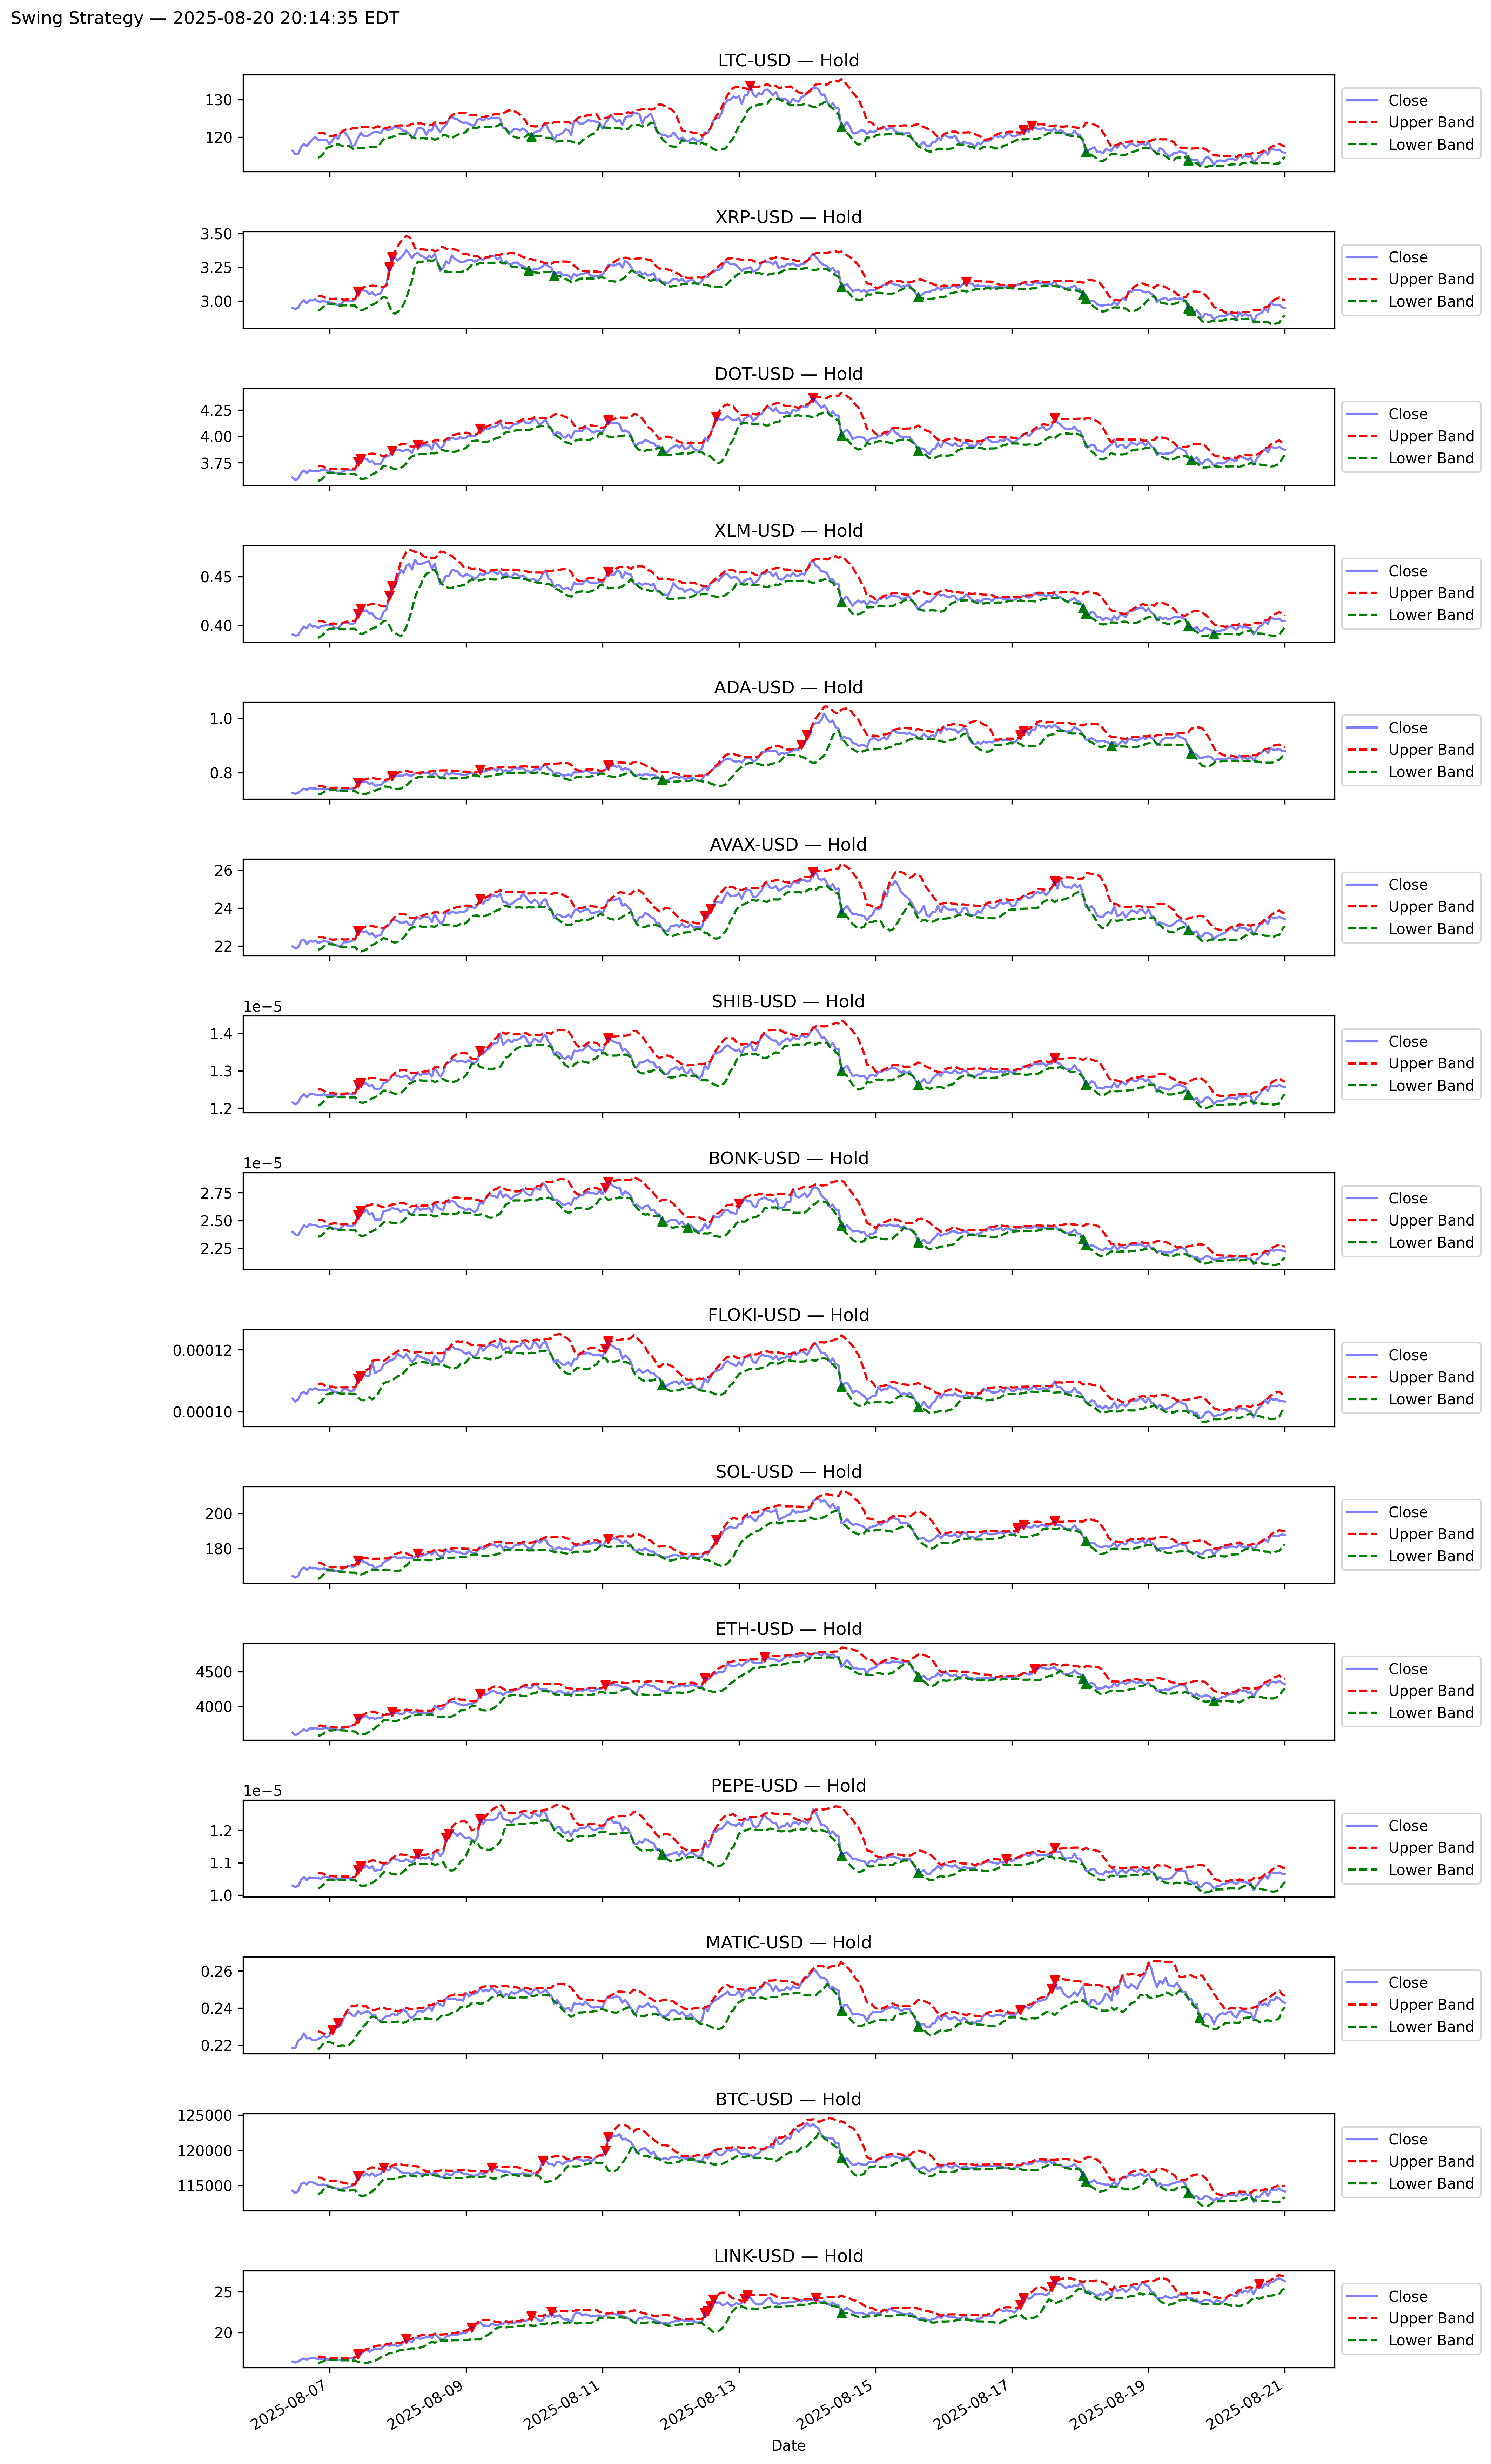 Swing Strategy — 2025-08-20 20:14:35 EDT
LTC-USD — Hold
130
120
Close
Upper Band
Lower Band
XRP-USD — Hold
3.50
3.25
3.00
Close
Upper Band
Lower Band
DOT-USD — Hold
4.25
4.00
3.75
Close
Upper Band
Lower Band
XLM-USD — Hold
0.45
0.40
Close
Upper Band
Lower Band
ADA-USD — Hold
1.0
0.8
Close
Upper Band
Lower Band
AVAX-USD — Hold
26
24
22
Close
Upper Band
Lower Band
SHIB-USD — Hold
1e−5
1.4
1.3
1.2
Close
Upper Band
Lower Band
BONK-USD — Hold
1e−5
2.75
2.50
2.25
Close
Upper Band
Lower Band
FLOKI-USD — Hold
0.00012
0.00010
Close
Upper Band
Lower Band
SOL-USD — Hold
200
180
Close
Upper Band
Lower Band
ETH-USD — Hold
4500
4000
Close
Upper Band
Lower Band
PEPE-USD — Hold
1e−5
1.2
1.1
1.0
Close
Upper Band
Lower Band
MATIC-USD — Hold
0.26
0.24
0.22
Close
Upper Band
Lower Band
BTC-USD — Hold
125000
120000
115000
Close
Upper Band
Lower Band
LINK-USD — Hold
25
20
Close
Upper Band
Lower Band
2025-08-07
2025-08-09
2025-08-11
2025-08-13
2025-08-15
2025-08-17
2025-08-19
2025-08-21
Date